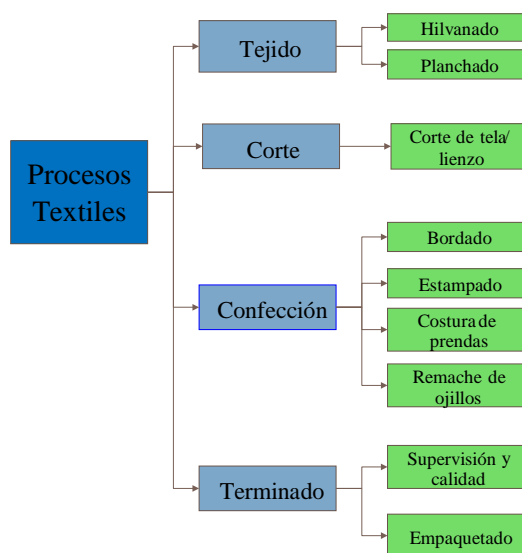 Procesos
Textiles
Tejido
Hilvanado
Planchado
Corte
Corte de tela/
lienzo
Confección
Bordado
Estampado
Costura de
prendas
Remache de
ojillos
Terminado
Supervisión y
calidad
Empaquetado